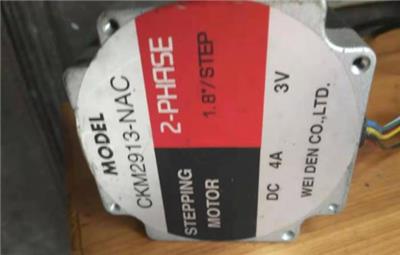 MODEL
CKM2913-NAC
2-PHASE
1.8°/STEP
STEPPING
MOTOR
DC 4A 3V
WEI DEN CO.,LTD.